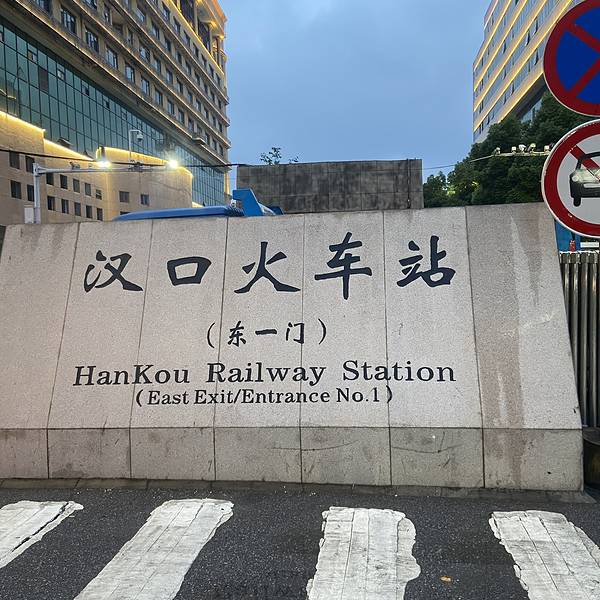 汉口火车站
（东一门）
HanKou Railway Station
(East Exit/Entrance No.1)